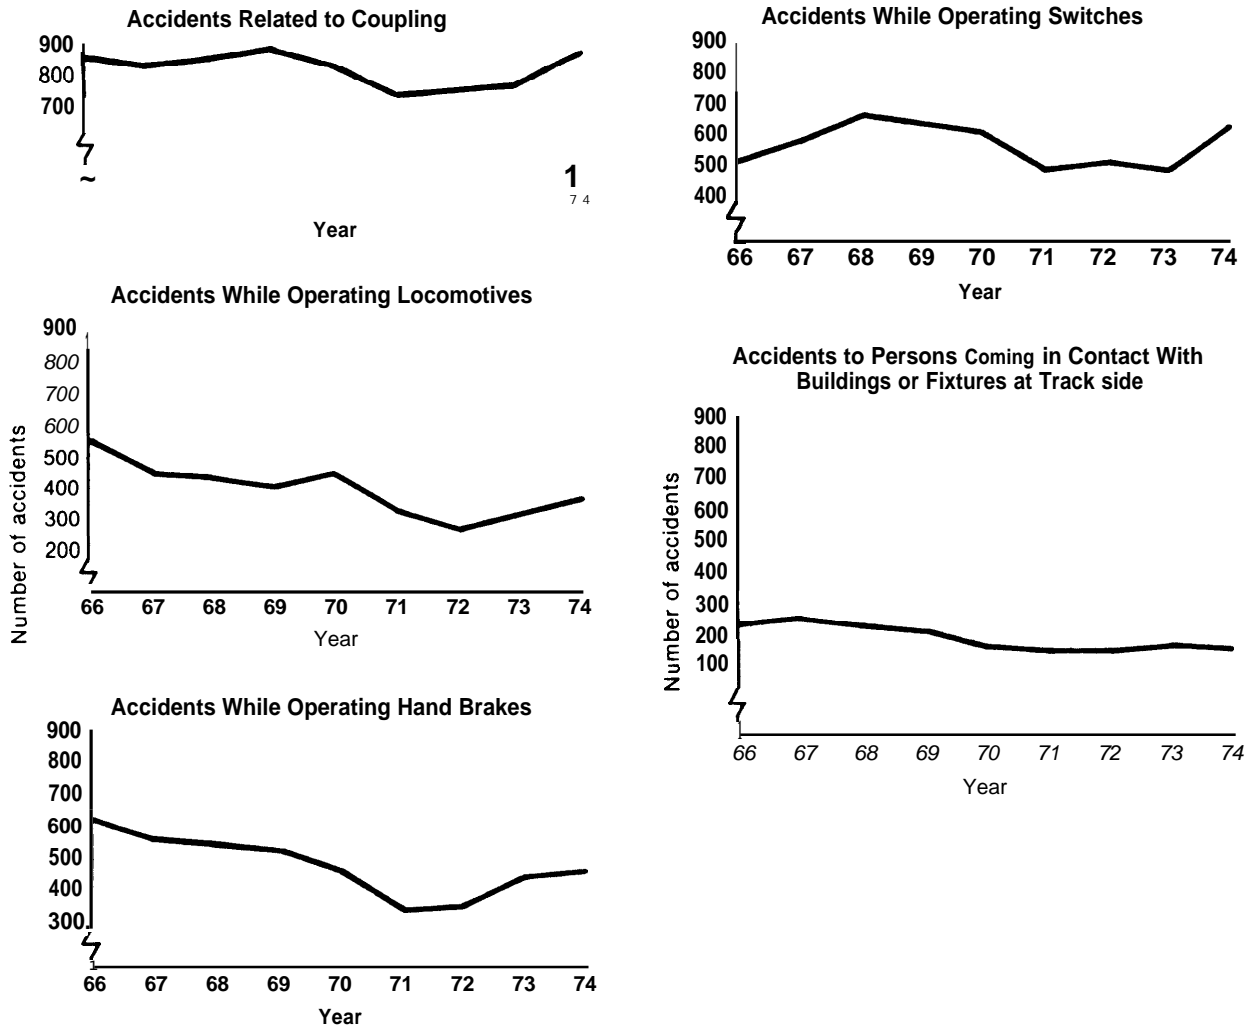 Accidents Related to Coupling
900
800
700
~
1
7 4
Year
Accidents While Operating Locomotives
Number of accidents
900
800
700
600
500
400
300
200
66 67 68 69 70 71 72 73 74
Year
Accidents While Operating Hand Brakes
900
800
700
600
500
400
300
66 67 68 69 70 71 72 73 74
Year
Accidents While Operating Switches
900
800
700
600
500
400
66 67 68 69 70 71 72 73 74
Year
Accidents to Persons Coming in Contact With
Buildings or Fixtures at Track side
Number of accidents
900
800
700
600
500
400
300
200
100
66 67 68 69 70 71 72 73 74
Year